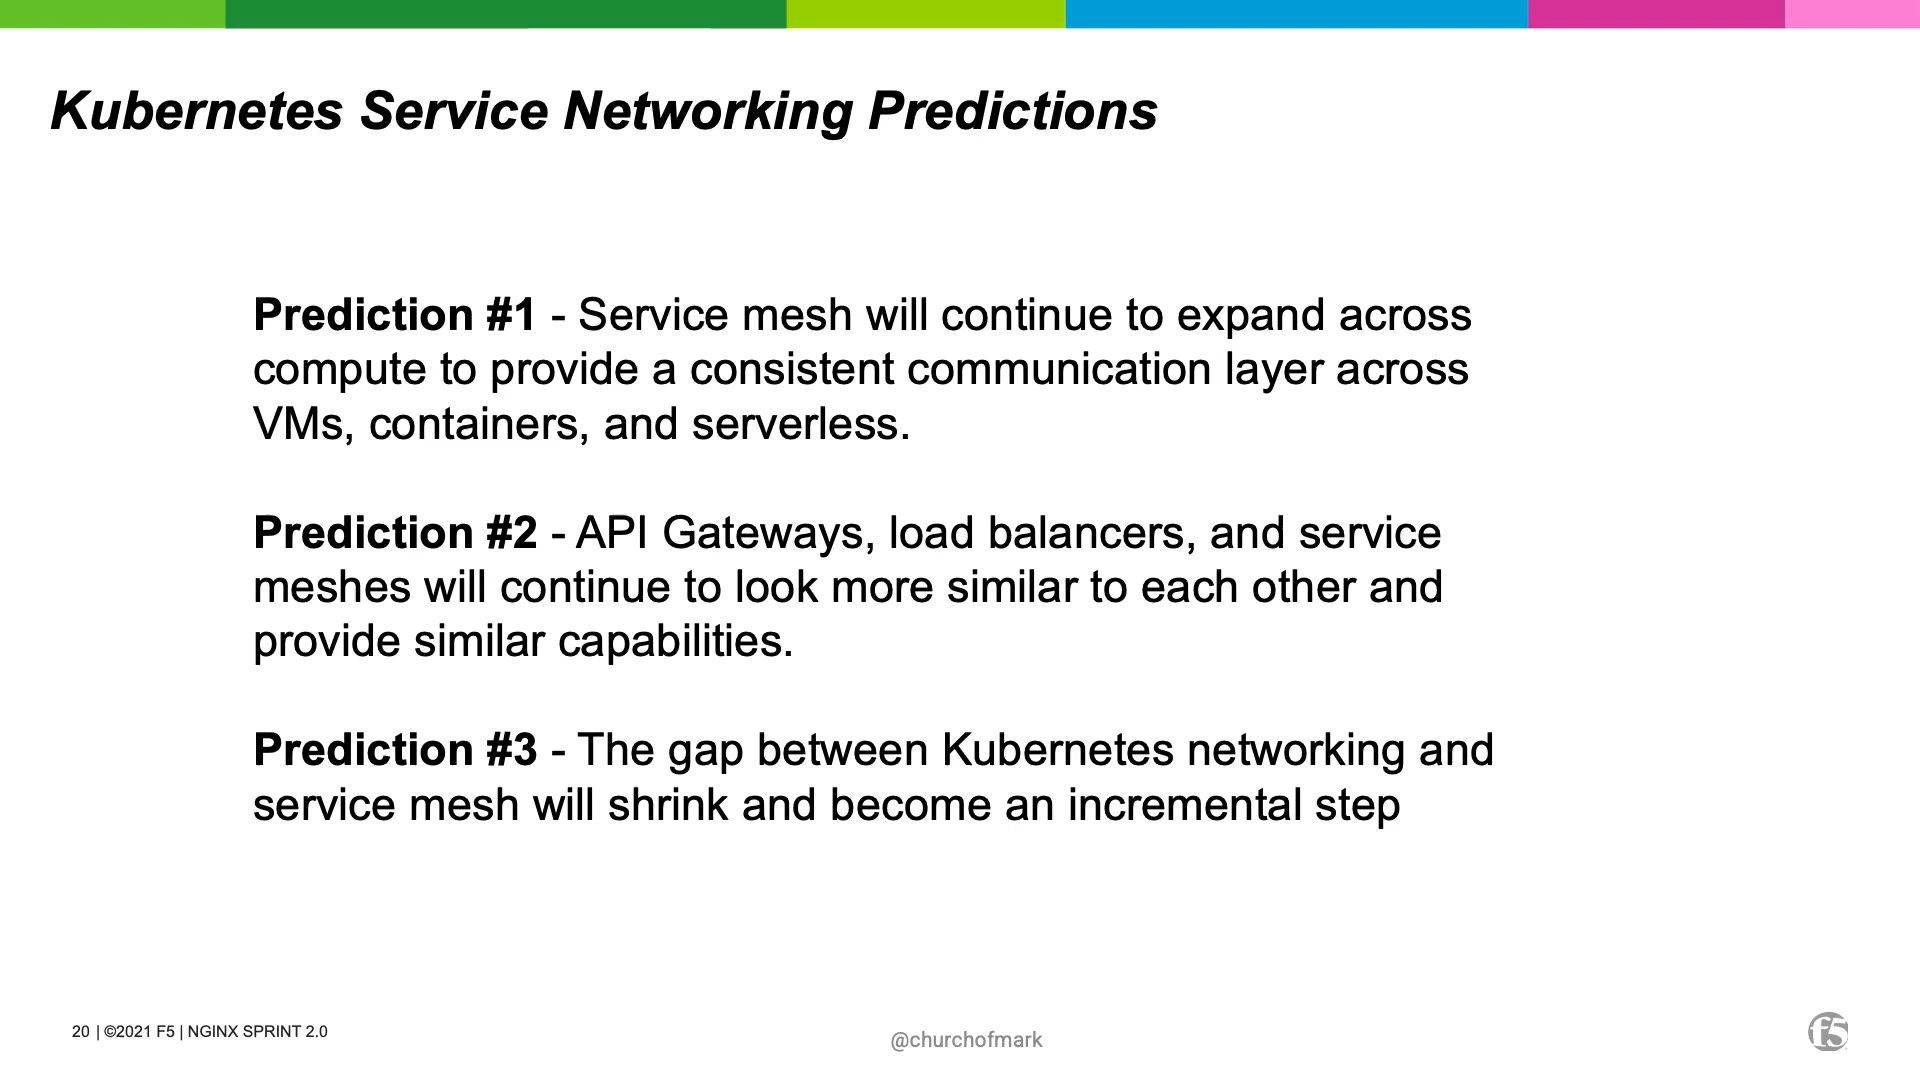 Kubernetes Service Networking Predictions
Prediction #1 - Service mesh will continue to expand across
compute to provide a consistent communication layer across
VMs, containers, and serverless.
Prediction #2 - API Gateways, load balancers, and service
meshes will continue to look more similar to each other and
provide similar capabilities.
Prediction #3 - The gap between Kubernetes networking and
service mesh will shrink and become an incremental step
20 | ©2021 F5 | NGINX SPRINT 2.0
@churchofmark
f5